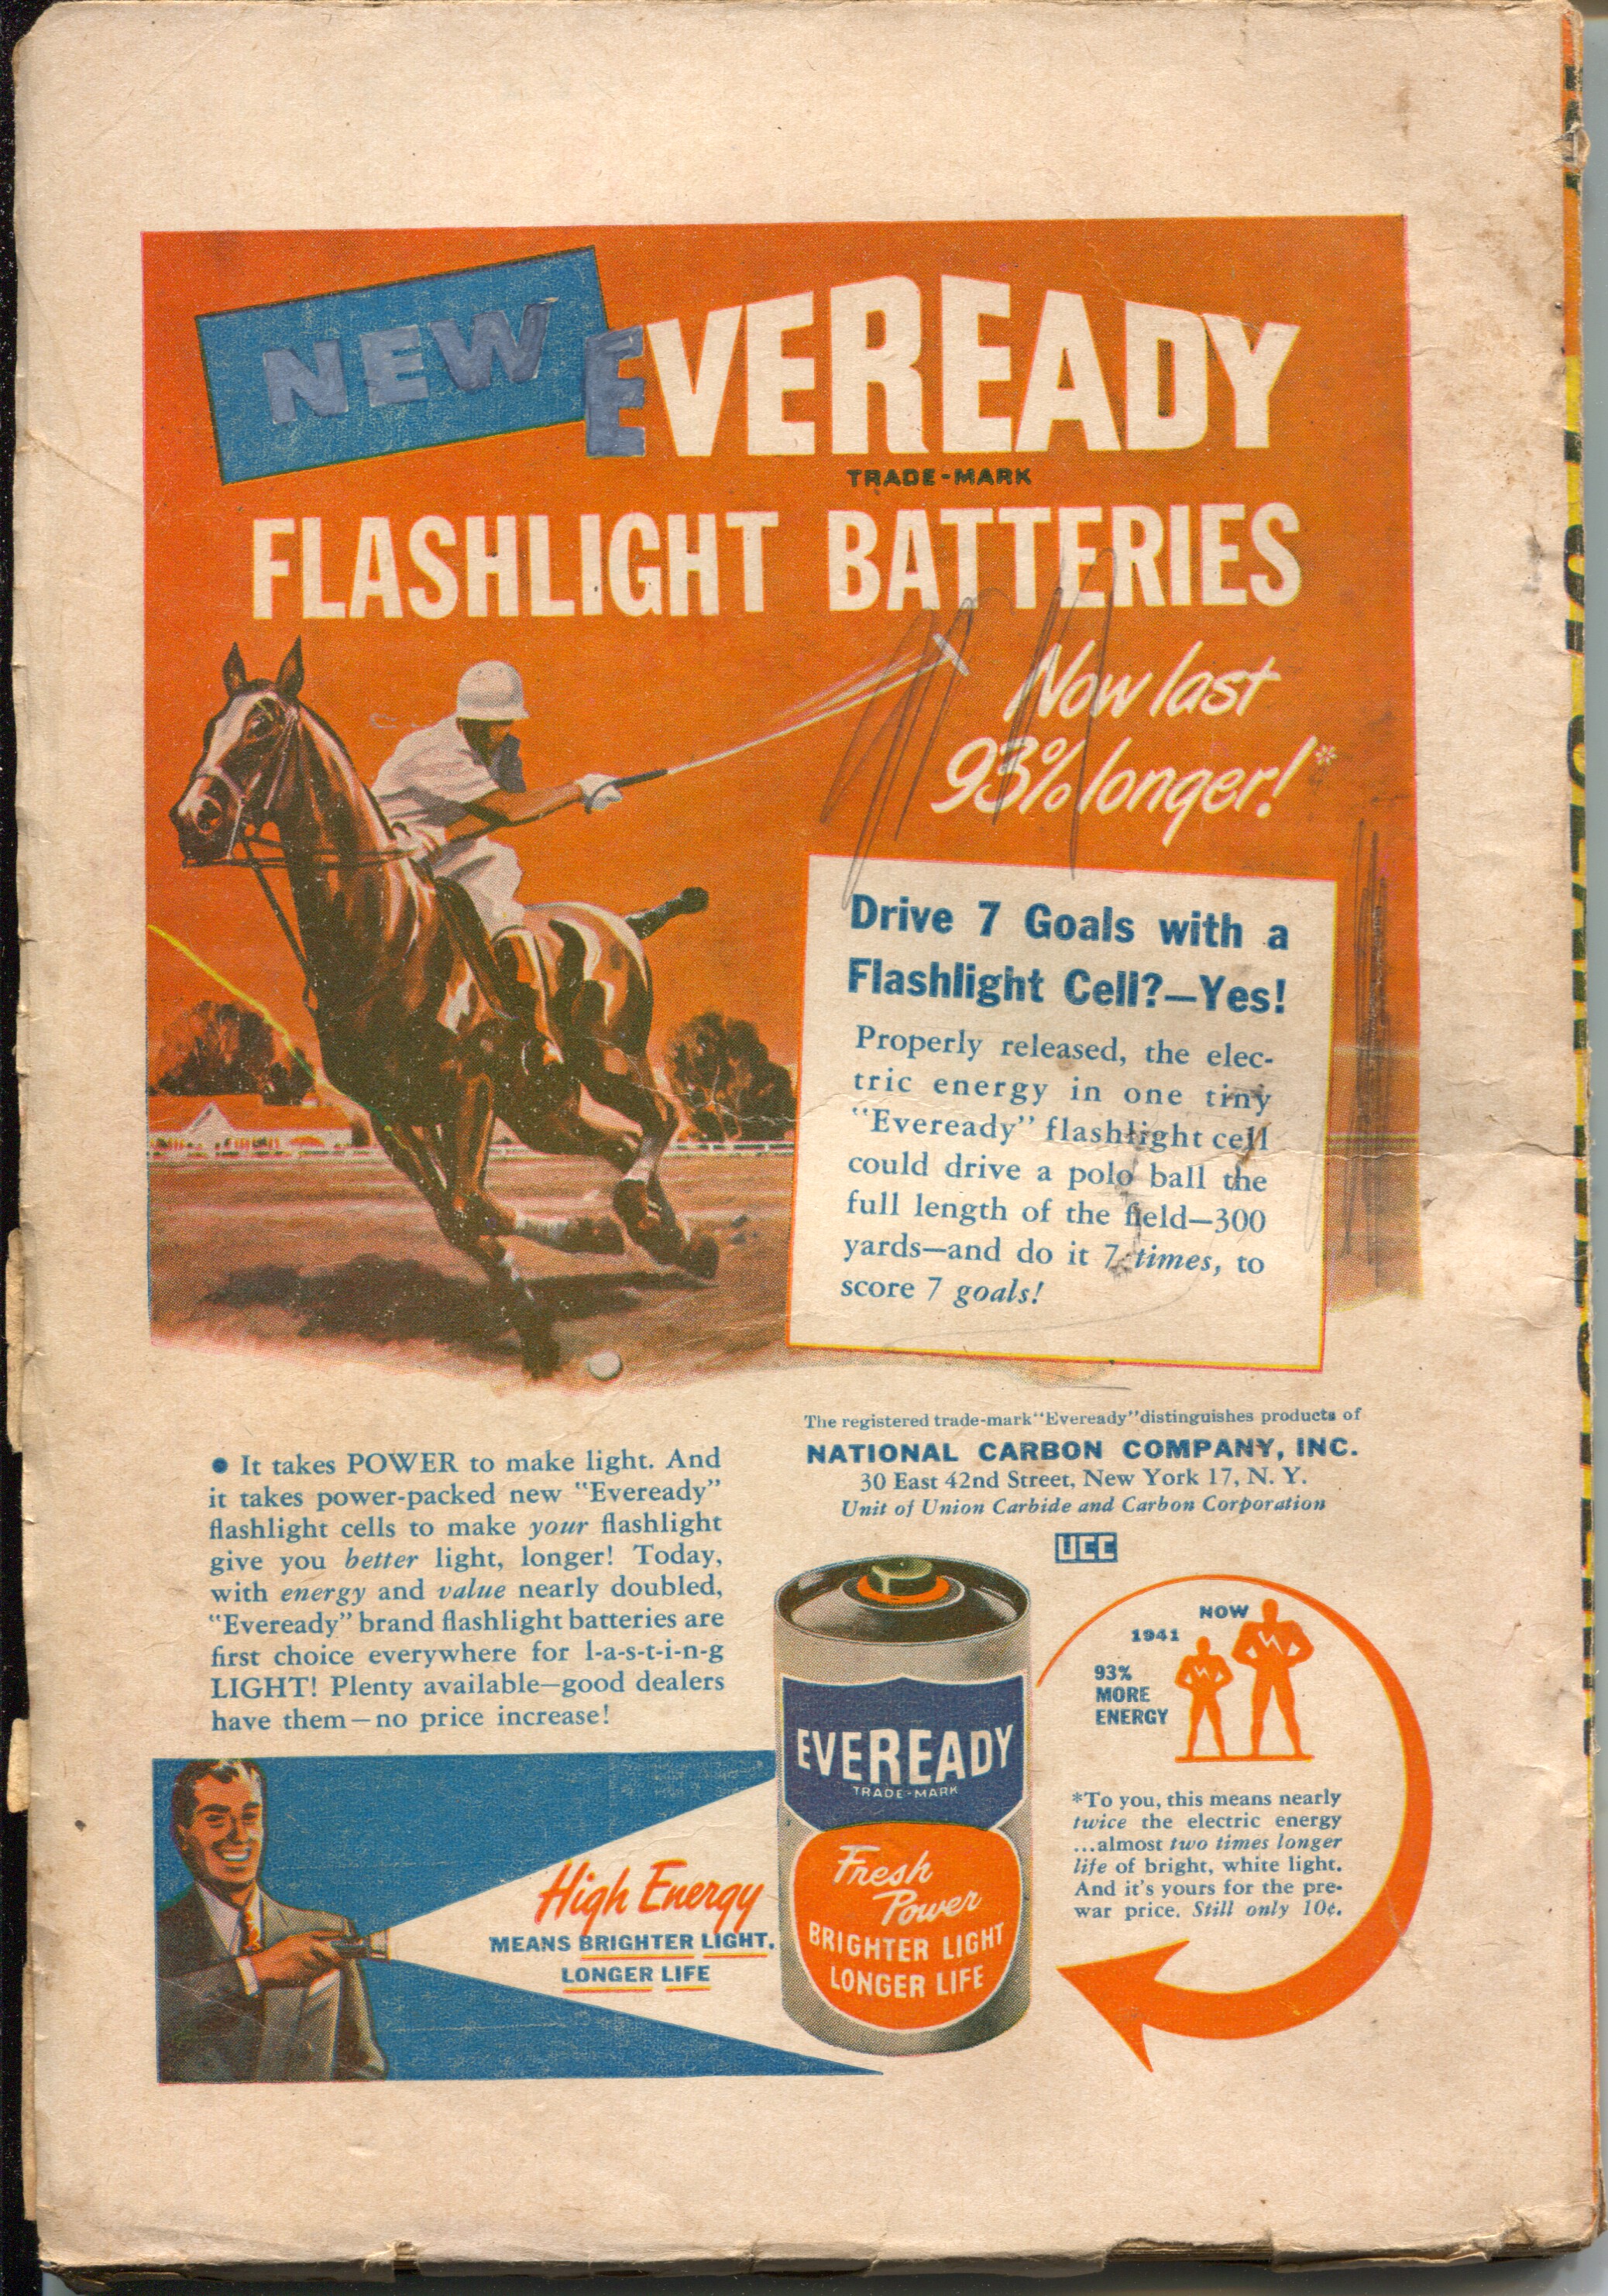 NEW EVEREADY
TRADE-MARK
FLASHLIGHT BATTERIES
Now last
93% longer!*
Drive 7 Goals with a
Flashlight Cell?—Yes!
Properly released, the elec-
tric energy in one tiny
"Eveready" flashlight cell
could drive a polo ball the
full length of the field—300
yards—and do it 7 times, to
score 7 goals!
• It takes POWER to make light. And
it takes power-packed new "Eveready"
flashlight cells to make your flashlight
give you better light, longer! Today,
with energy and value nearly doubled,
"Eveready" brand flashlight batteries are
first choice everywhere for l-a-s-t-i-n-g
LIGHT! Plenty available—good dealers
have them—no price increase!
The registered trade-mark "Eveready" distinguishes products of
NATIONAL CARBON COMPANY, INC.
30 East 42nd Street, New York 17, N. Y.
Unit of Union Carbide and Carbon Corporation
UCC
High Energy
MEANS BRIGHTER LIGHT,
LONGER LIFE
EVEREADY
TRADE-MARK
Fresh
Power
BRIGHTER LIGHT
LONGER LIFE
NOW
1941
93%
MORE
ENERGY
*To you, this means nearly
twice the electric energy
...almost two times longer
life of bright, white light.
And it's yours for the pre-
war price. Still only 10¢.